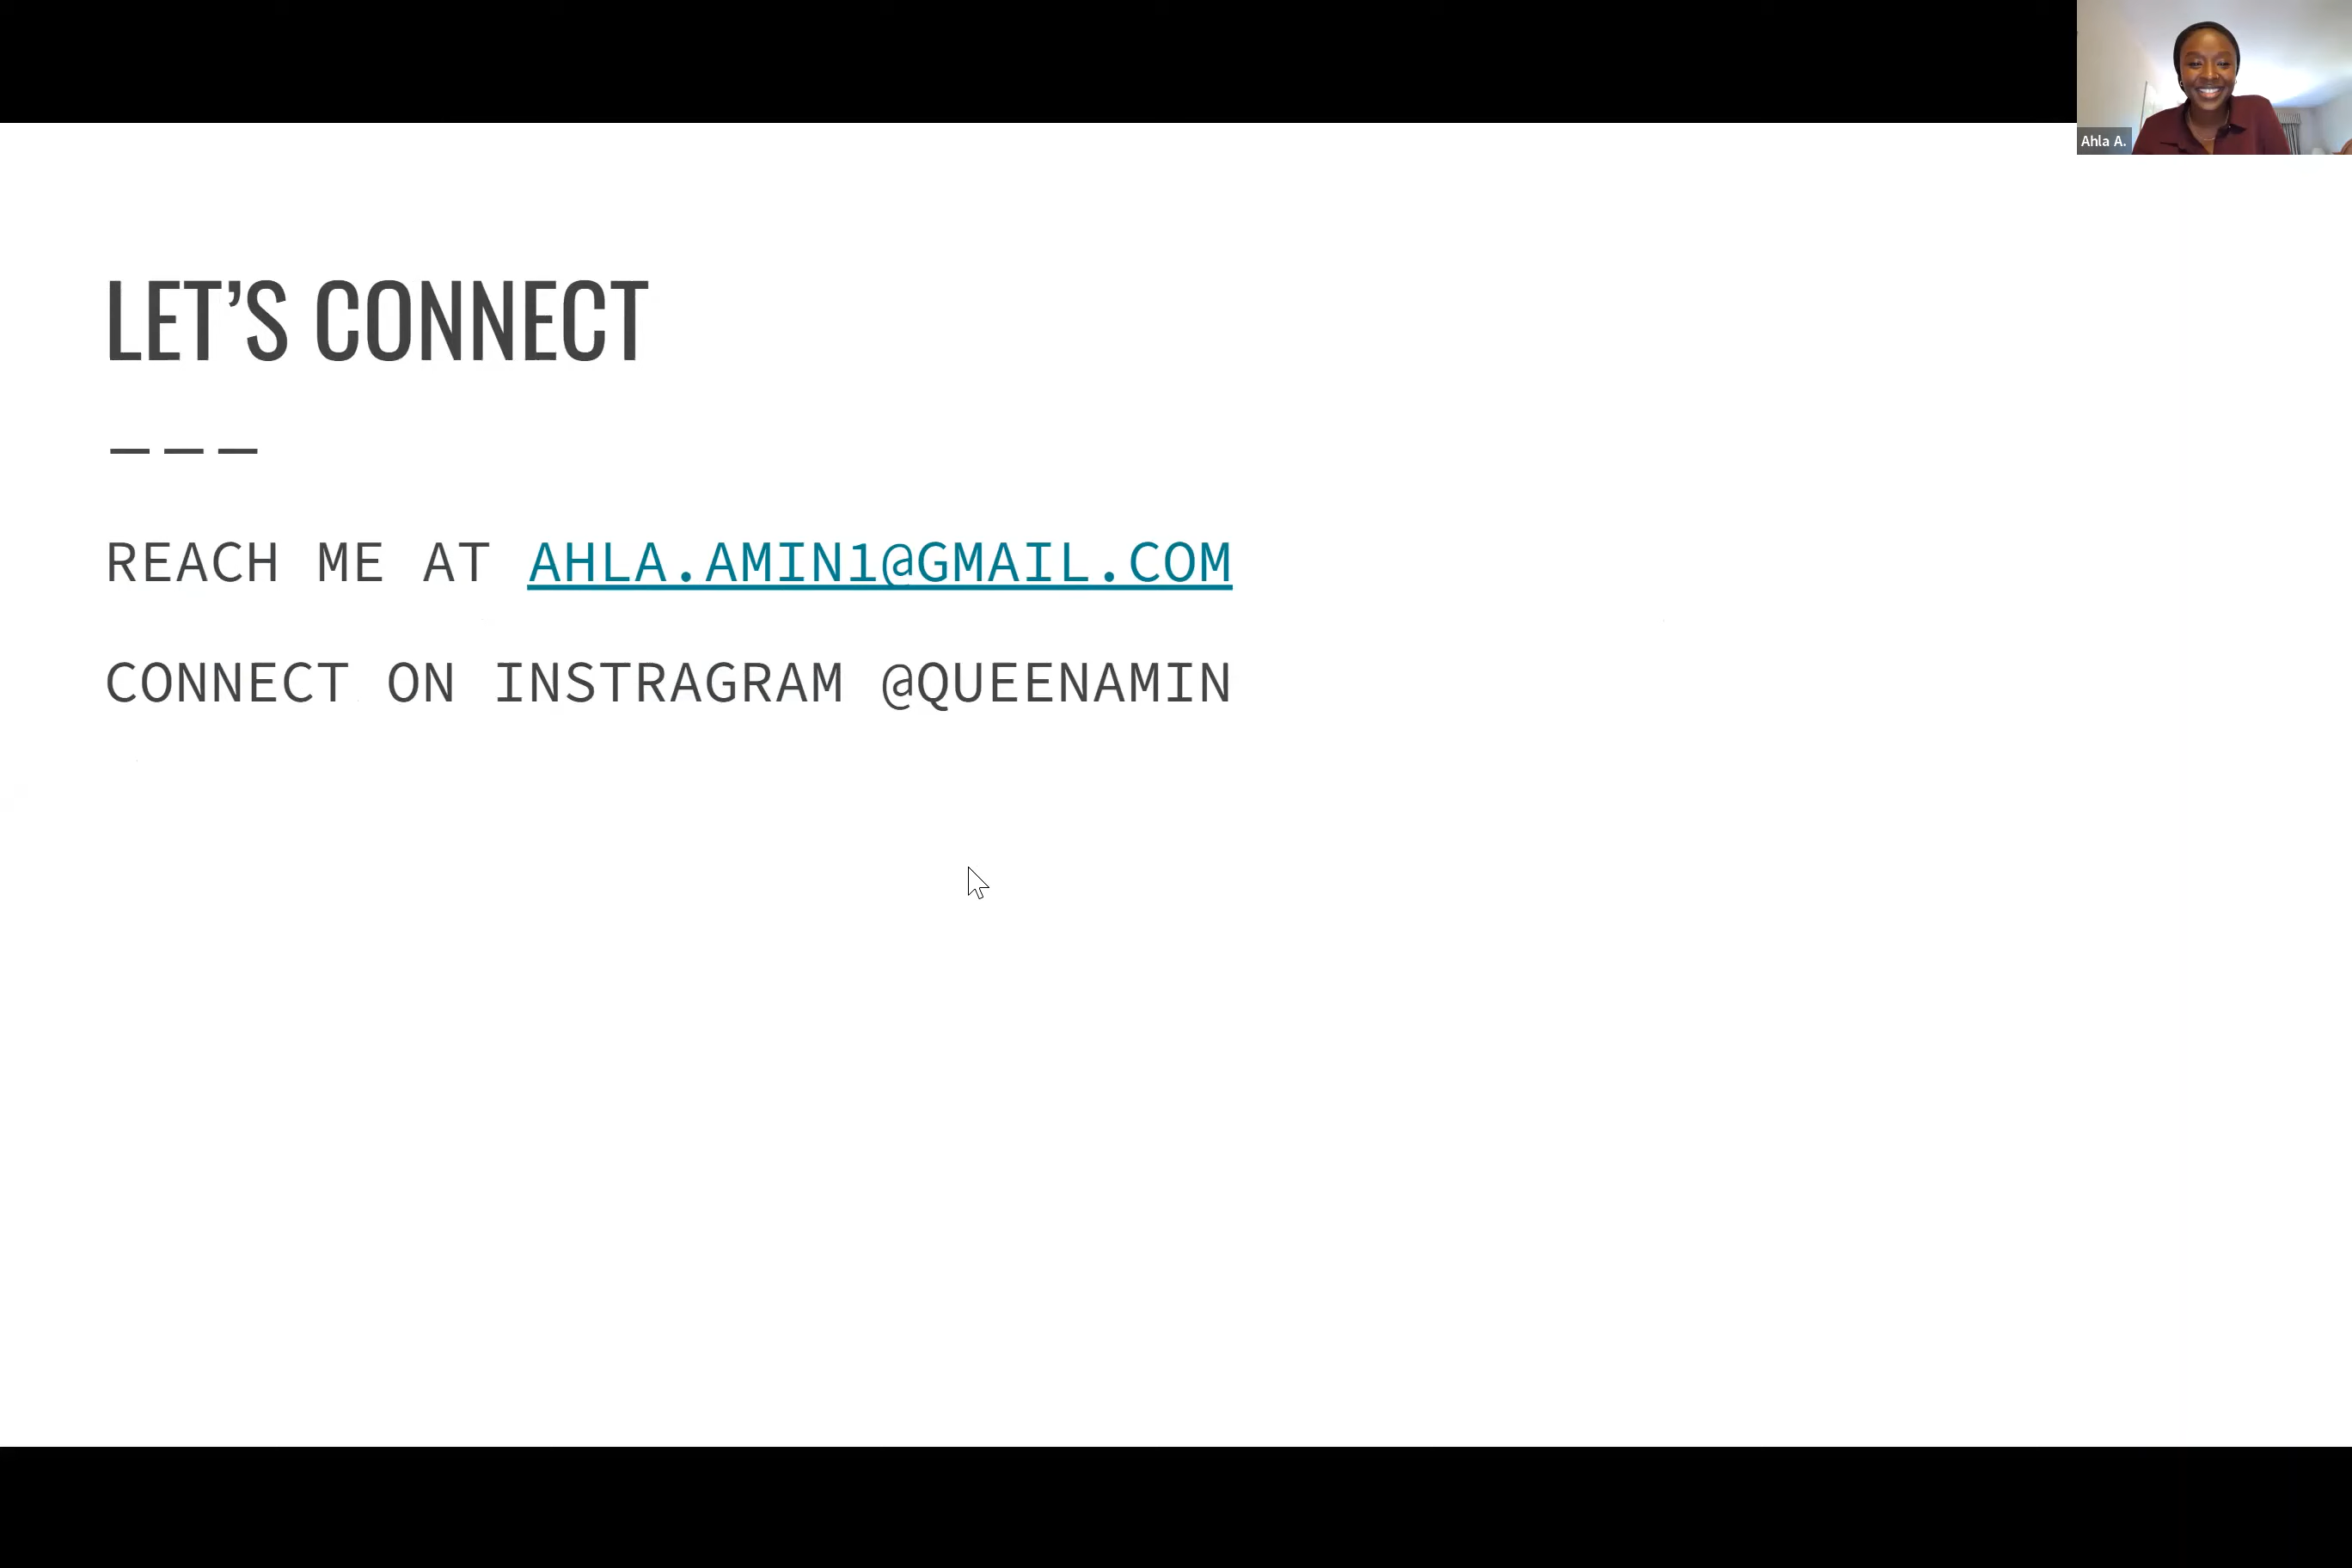 Ahla A.
LET’S CONNECT
———
REACH ME AT AHLA.AMIN1@GMAIL.COM
CONNECT ON INSTRAGRAM @QUEENAMIN